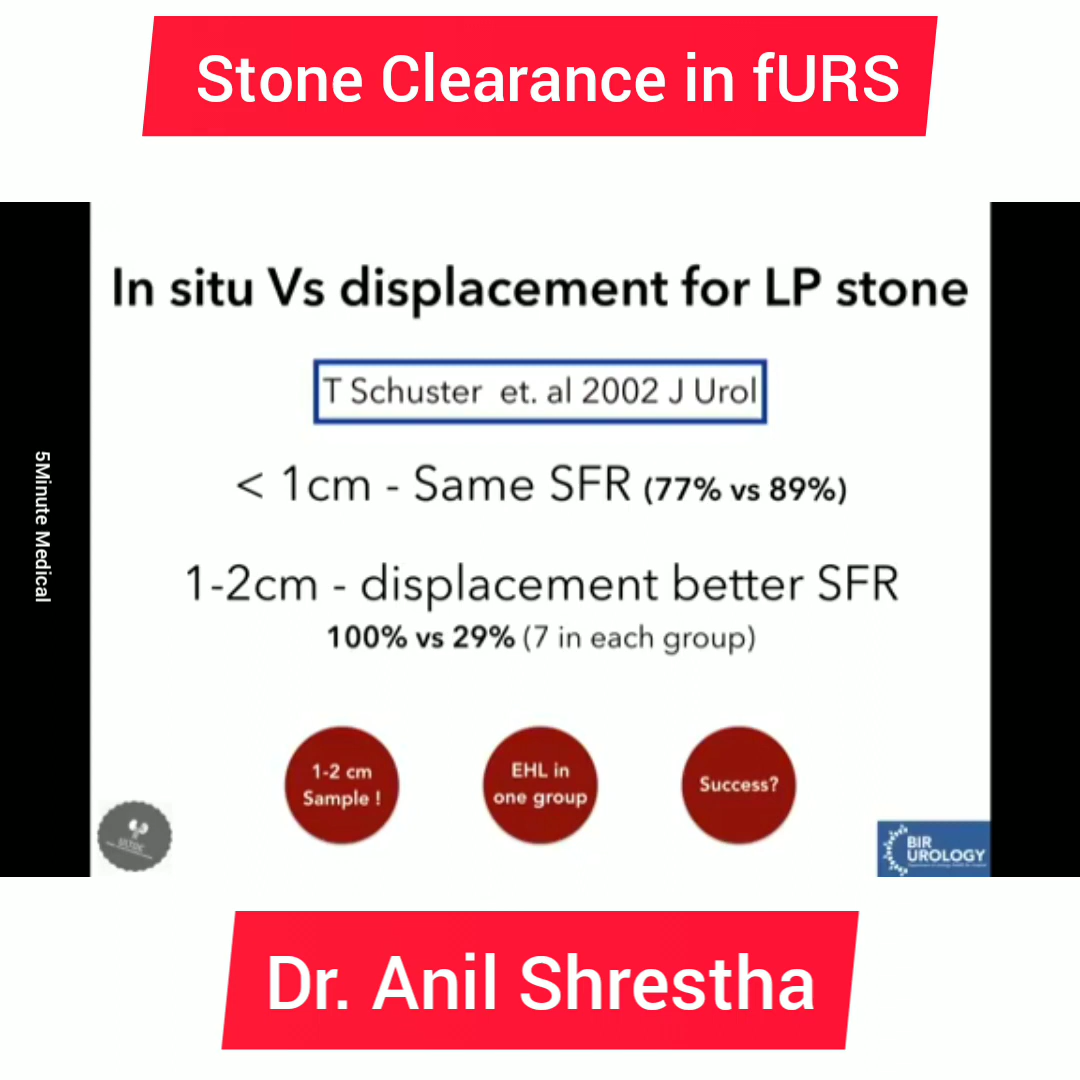 Stone Clearance in fURS
In situ Vs displacement for LP stone
T Schuster et. al 2002 J Urol
< 1cm - Same SFR (77% vs 89%)
1-2cm - displacement better SFR
100% vs 29% (7 in each group)
1-2 cm
Sample !
EHL in
one group
Success?
BIR
UROLOGY
5Minute Medical
Dr. Anil Shrestha